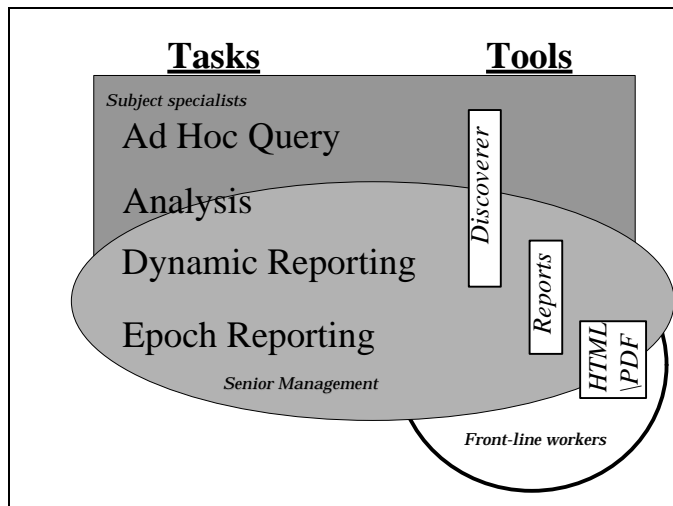 Tasks
Tools
Subject specialists
Ad Hoc Query
Analysis
Dynamic Reporting
Epoch Reporting
Senior Management
Discoverer
Reports
HTML
\PDF
Front-line workers